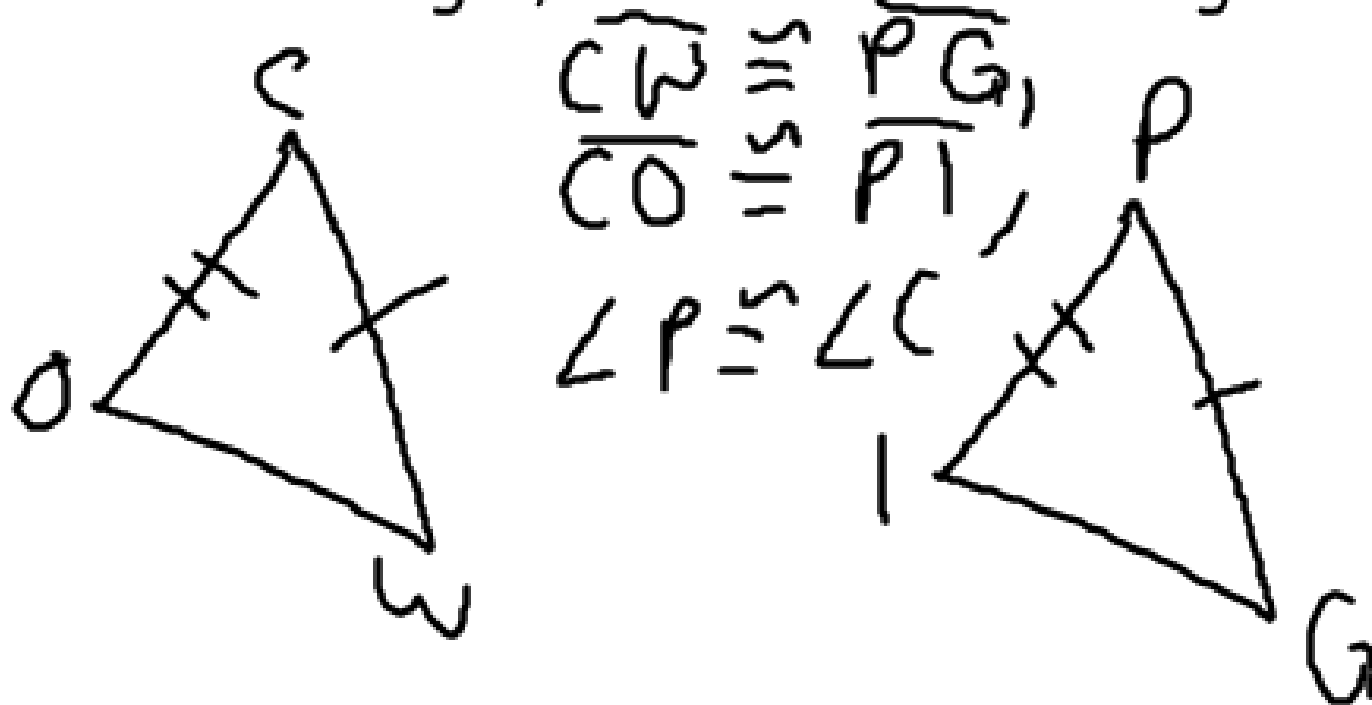 C
CW ≅ PG,
CO ≅ PI,
P
∠P ≅ ∠C
O
I
W
G